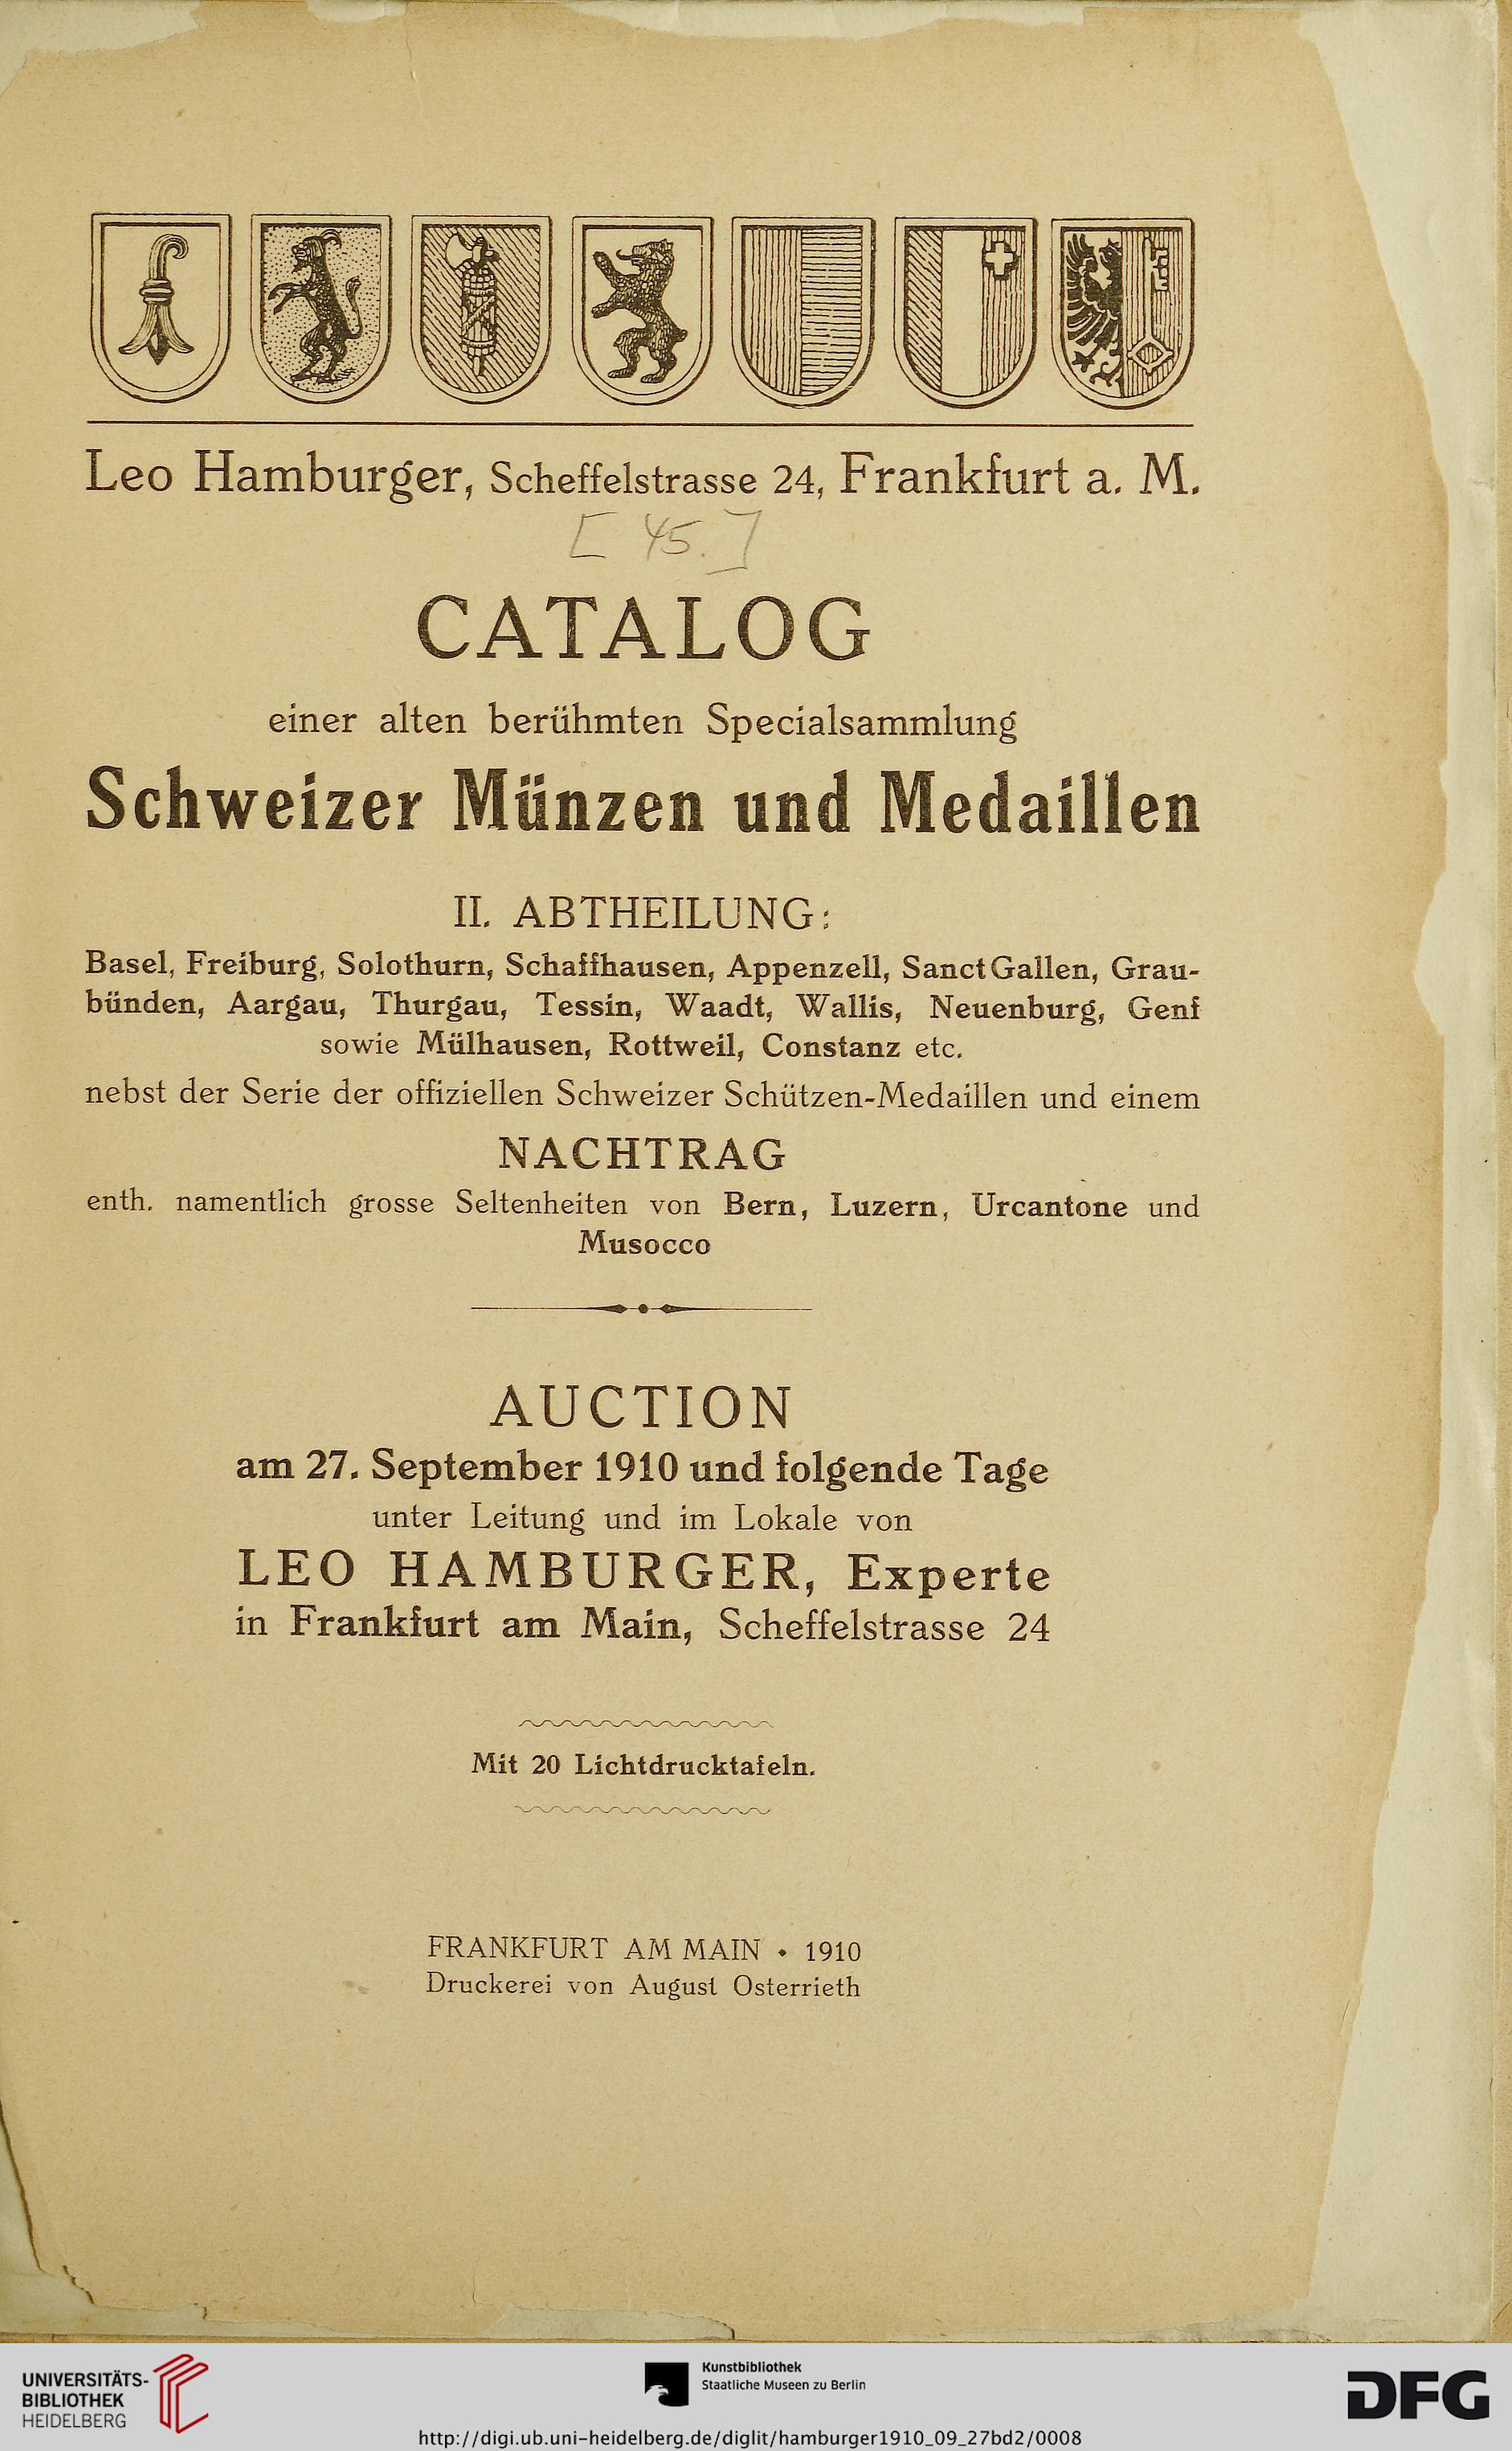 Leo Hamburger, Scheffelstrasse 24, Frankfurt a. M.
[45.]
CATALOG
einer alten berühmten Specialsammlung
Schweizer Münzen und Medaillen
II. ABTHEILUNG:
Basel, Freiburg, Solothurn, Schaffhausen, Appenzell, Sanct Gallen, Grau-
bünden, Aargau, Thurgau, Tessin, Waadt, Wallis, Neuenburg, Genf
sowie Mülhausen, Rottweil, Constanz etc.
nebst der Serie der offiziellen Schweizer Schützen-Medaillen und einem
NACHTRAG
enth. namentlich grosse Seltenheiten von Bern, Luzern, Urcantone und
Musocco
AUCTION
am 27. September 1910 und folgende Tage
unter Leitung und im Lokale von
LEO HAMBURGER, Experte
in Frankfurt am Main, Scheffelstrasse 24
Mit 20 Lichtdrucktafeln.
FRANKFURT AM MAIN • 1910
Druckerei von August Osterrieth
UNIVERSITÄTS-
BIBLIOTHEK
HEIDELBERG
Kunstbibliothek
Staatliche Museen zu Berlin
DFG
http://digi.ub.uni-heidelberg.de/diglit/hamburger1910_09_27bd2/0008